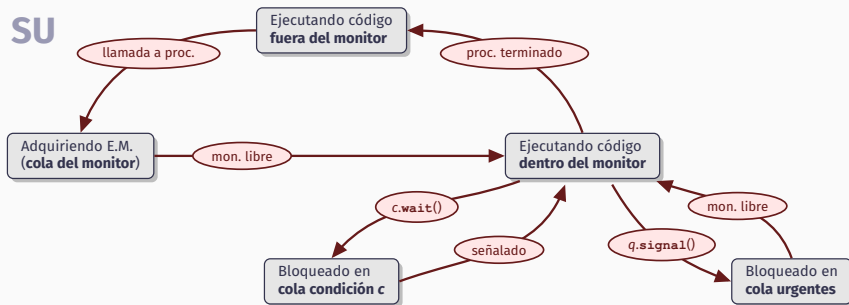 SU
Ejecutando código
fuera del monitor
llamada a proc.
proc. terminado
Adquiriendo E.M.
(cola del monitor)
mon. libre
Ejecutando código
dentro del monitor
c.wait()
mon. libre
señalado
q.signal()
Bloqueado en
cola condición c
Bloqueado en
cola urgentes